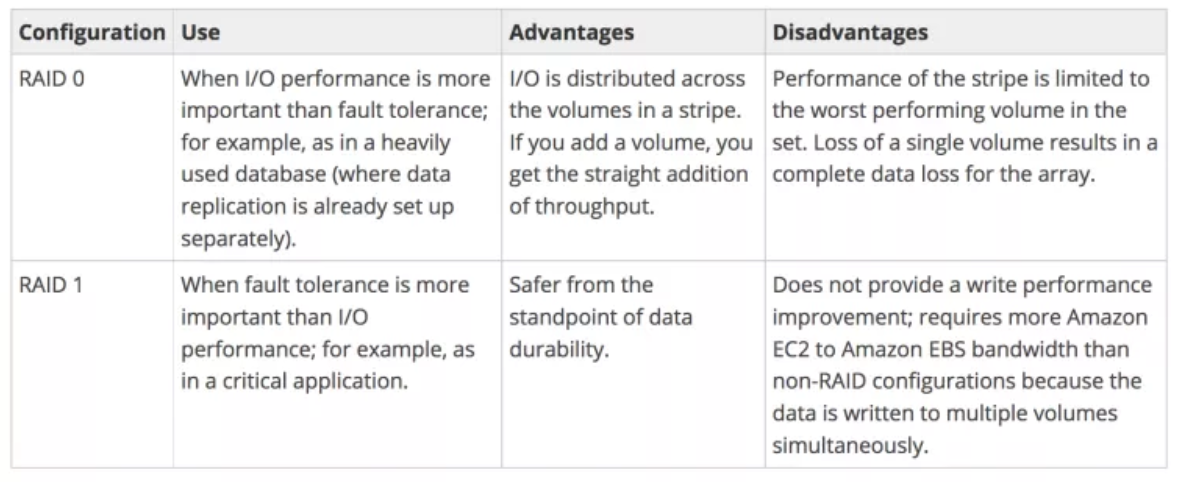 Configuration Use Advantages Disadvantages
RAID 0
When I/O performance is more
important than fault tolerance;
for example, as in a heavily
used database (where data
replication is already set up
separately).
I/O is distributed across
the volumes in a stripe.
If you add a volume, you
get the straight addition
of throughput.
Performance of the stripe is limited to
the worst performing volume in the
set. Loss of a single volume results in a
complete data loss for the array.
RAID 1
When fault tolerance is more
important than I/O
performance; for example, as
in a critical application.
Safer from the
standpoint of data
durability.
Does not provide a write performance
improvement; requires more Amazon
EC2 to Amazon EBS bandwidth than
non-RAID configurations because the
data is written to multiple volumes
simultaneously.